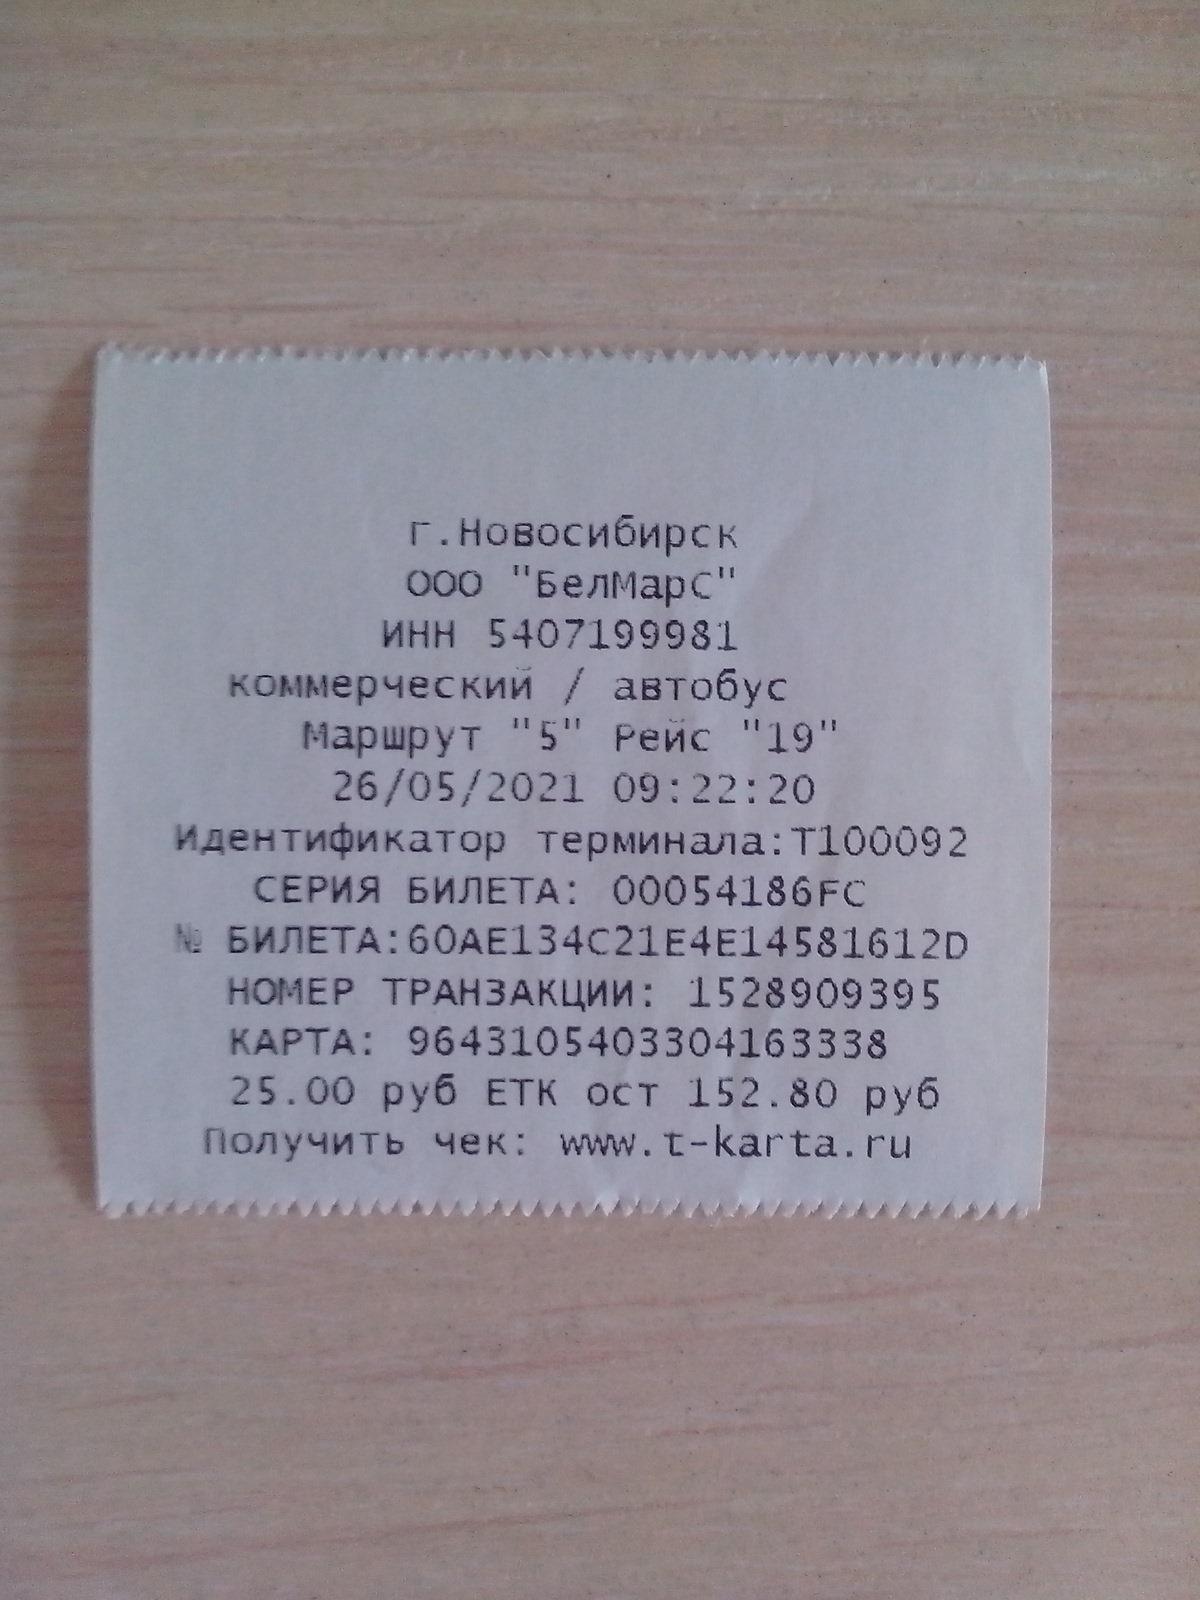 г.Новосибирск
ООО "БелМарС"
ИНН 5407199981
коммерческий / автобус
Маршрут "5" Рейс "19"
26/05/2021 09:22:20
Идентификатор терминала:T100092
СЕРИЯ БИЛЕТА: 00054186FC
№ БИЛЕТА:60AE134C21E4E14581612D
НОМЕР ТРАНЗАКЦИИ: 1528909395
КАРТА: 9643105403304163338
25.00 руб ЕТК ост 152.80 руб
Получить чек: www.t-karta.ru